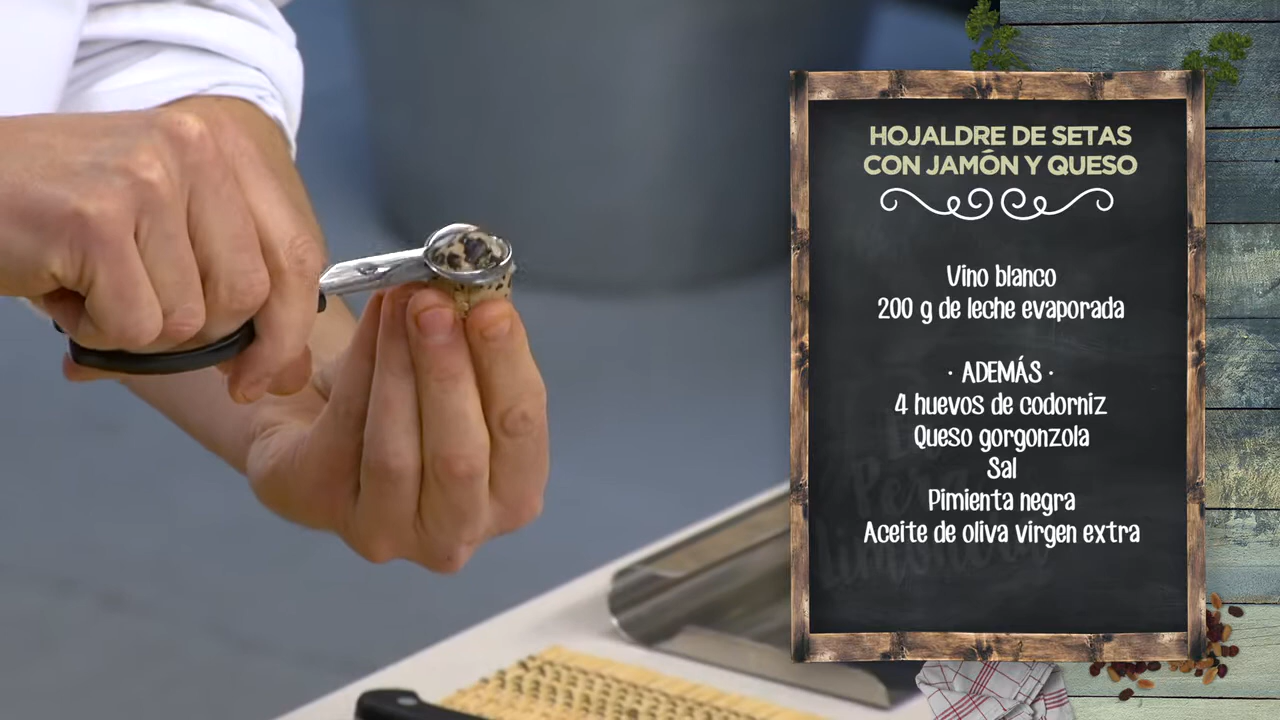 HOJALDRE DE SETAS
CON JAMÓN Y QUESO
Vino blanco
200 g de leche evaporada
· ADEMÁS ·
4 huevos de codorniz
Queso gorgonzola
Sal
Pimienta negra
Aceite de oliva virgen extra